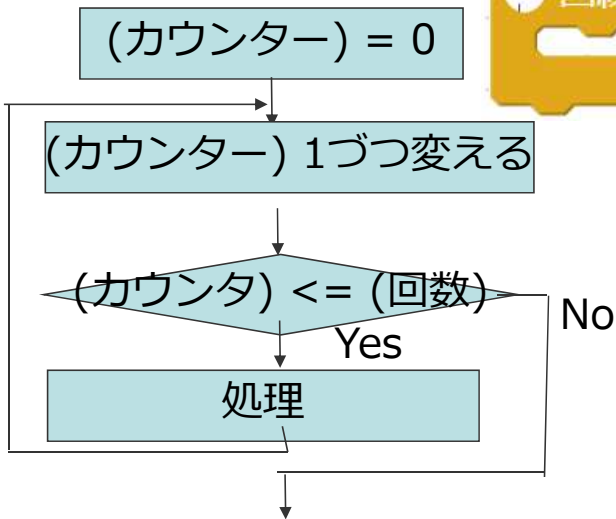 (カウンター) = 0
(カウンター) 1づつ変える
(カウンタ) <= (回数)
No
Yes
処理